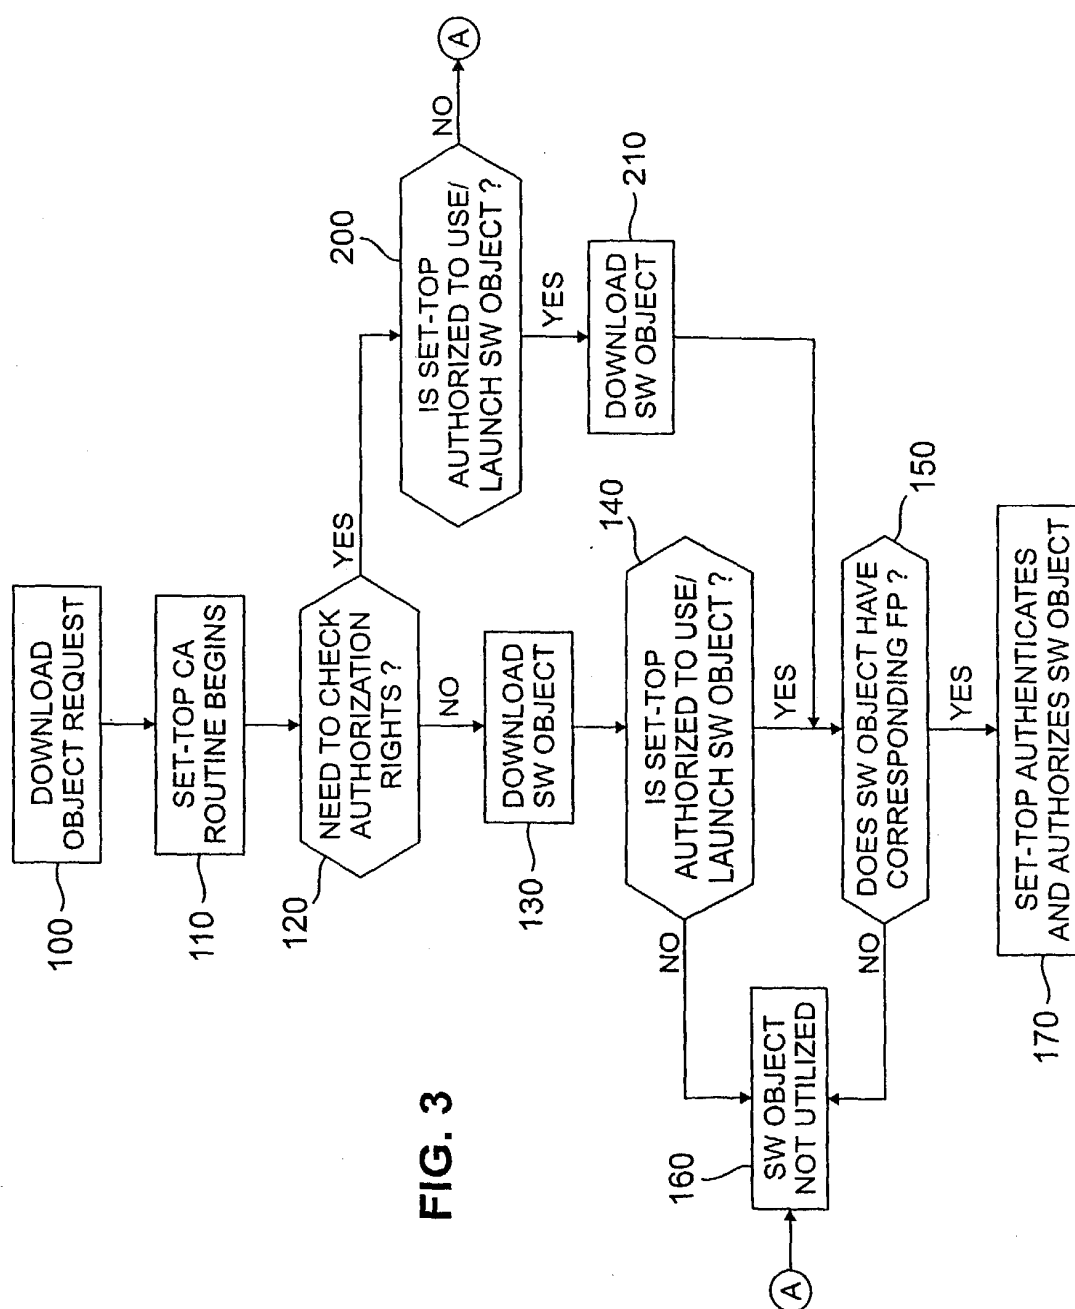 DOWNLOAD
OBJECT REQUEST
100
SET-TOP CA
ROUTINE BEGINS
110
NEED TO CHECK
AUTHORIZATION
RIGHTS ?
120
YES
NO
IS SET-TOP
AUTHORIZED TO USE/
LAUNCH SW OBJECT ?
200
NO
A
YES
DOWNLOAD
SW OBJECT
210
DOWNLOAD
SW OBJECT
130
IS SET-TOP
AUTHORIZED TO USE/
LAUNCH SW OBJECT ?
140
NO
YES
DOES SW OBJECT HAVE
CORRESPONDING FP ?
150
NO
YES
SW OBJECT
NOT UTILIZED
160
A
SET-TOP AUTHENTICATES
AND AUTHORIZES SW OBJECT
170
FIG. 3